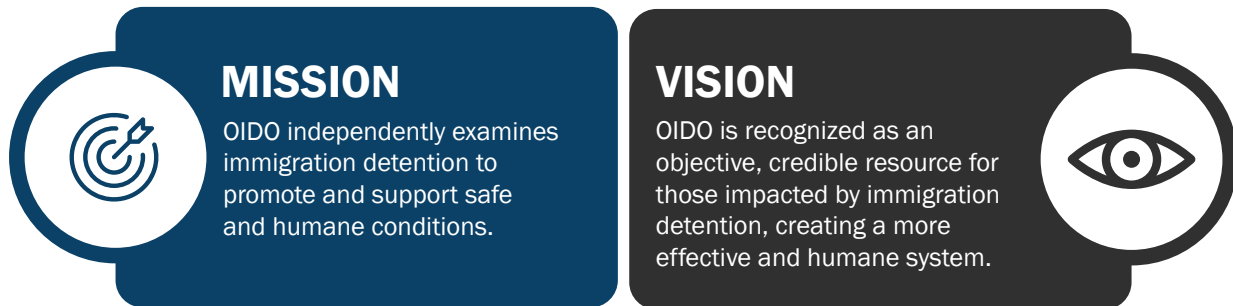 MISSION
OIDO independently examines
immigration detention to
promote and support safe
and humane conditions.
VISION
OIDO is recognized as an
objective, credible resource for
those impacted by immigration
detention, creating a more
effective and humane system.